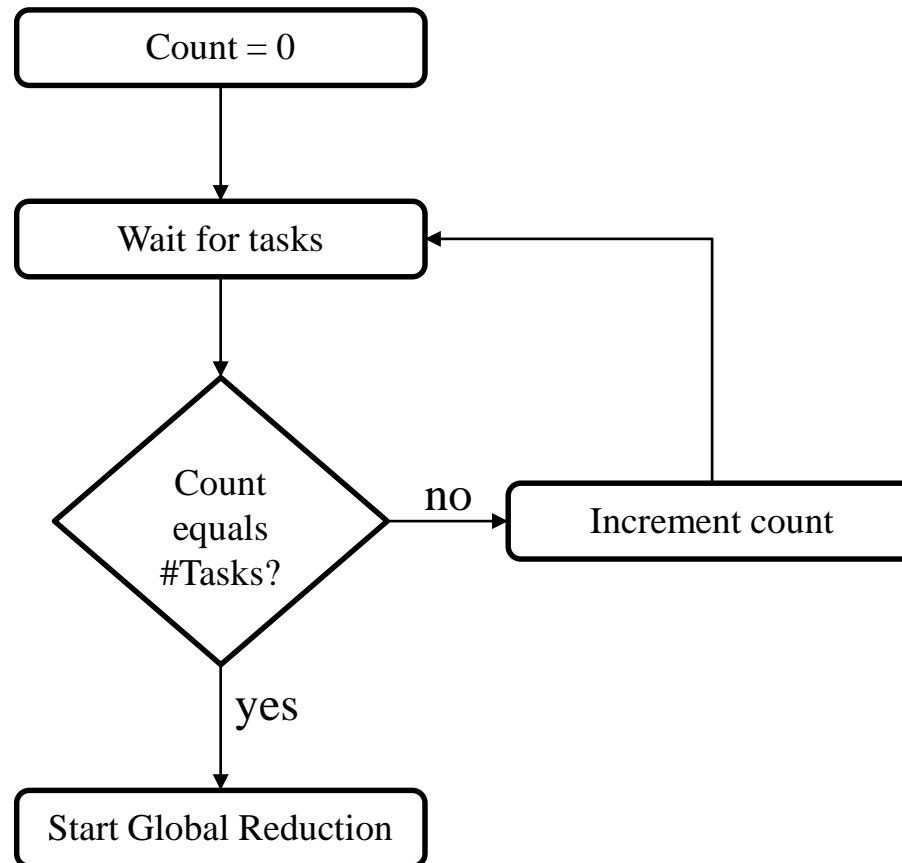 Count = 0
Wait for tasks
Count
equals
#Tasks?
no
Increment count
yes
Start Global Reduction